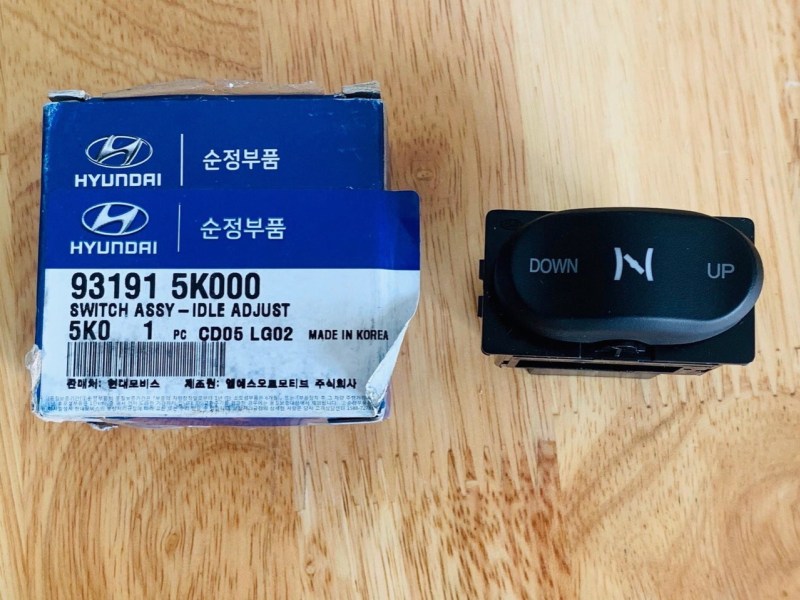 HYUNDAI 순정부품
HYUNDAI 순정부품
93191 5K000
SWITCH ASSY-IDLE ADJUST
5K0 1 PC CD05 LG02 MADE IN KOREA
판매처: 현대모비스 제조원: 엘에스오토모티브 주식회사
DOWN UP